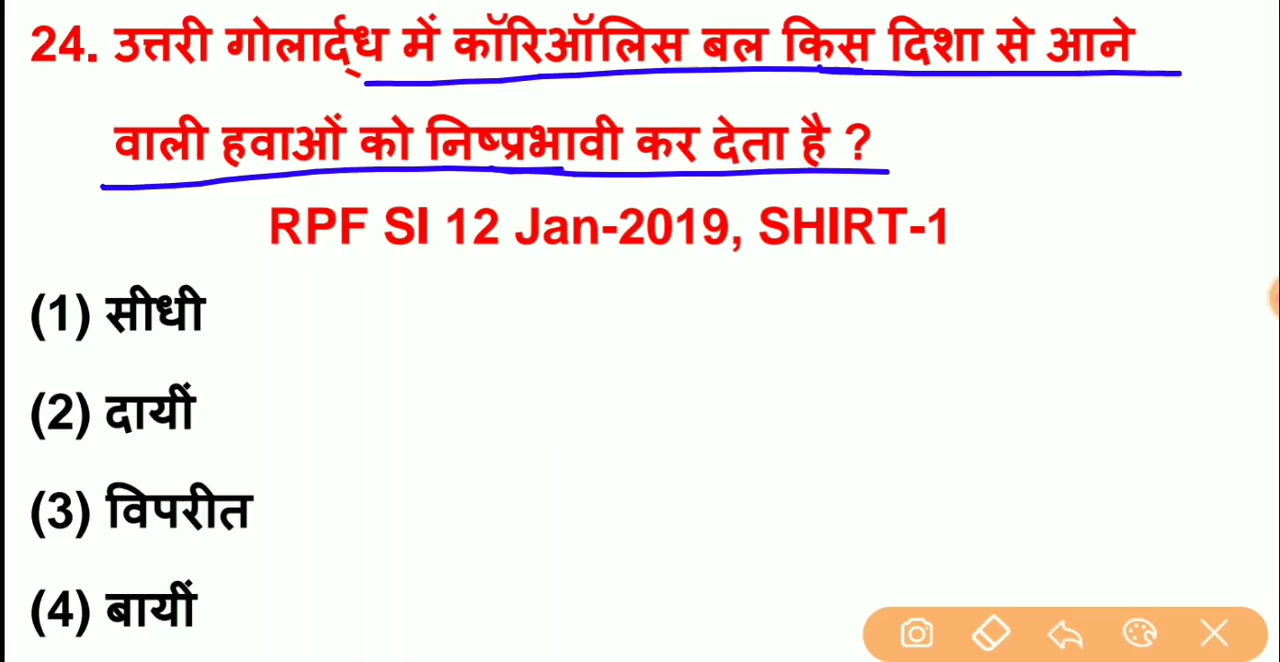 24. उत्तरी गोलार्द्ध में कॉरिऑलिस बल किस दिशा से आने
वाली हवाओं को निष्प्रभावी कर देता है ?
RPF SI 12 Jan-2019, SHIRT-1
(1) सीधी
(2) दायीं
(3) विपरीत
(4) बायीं